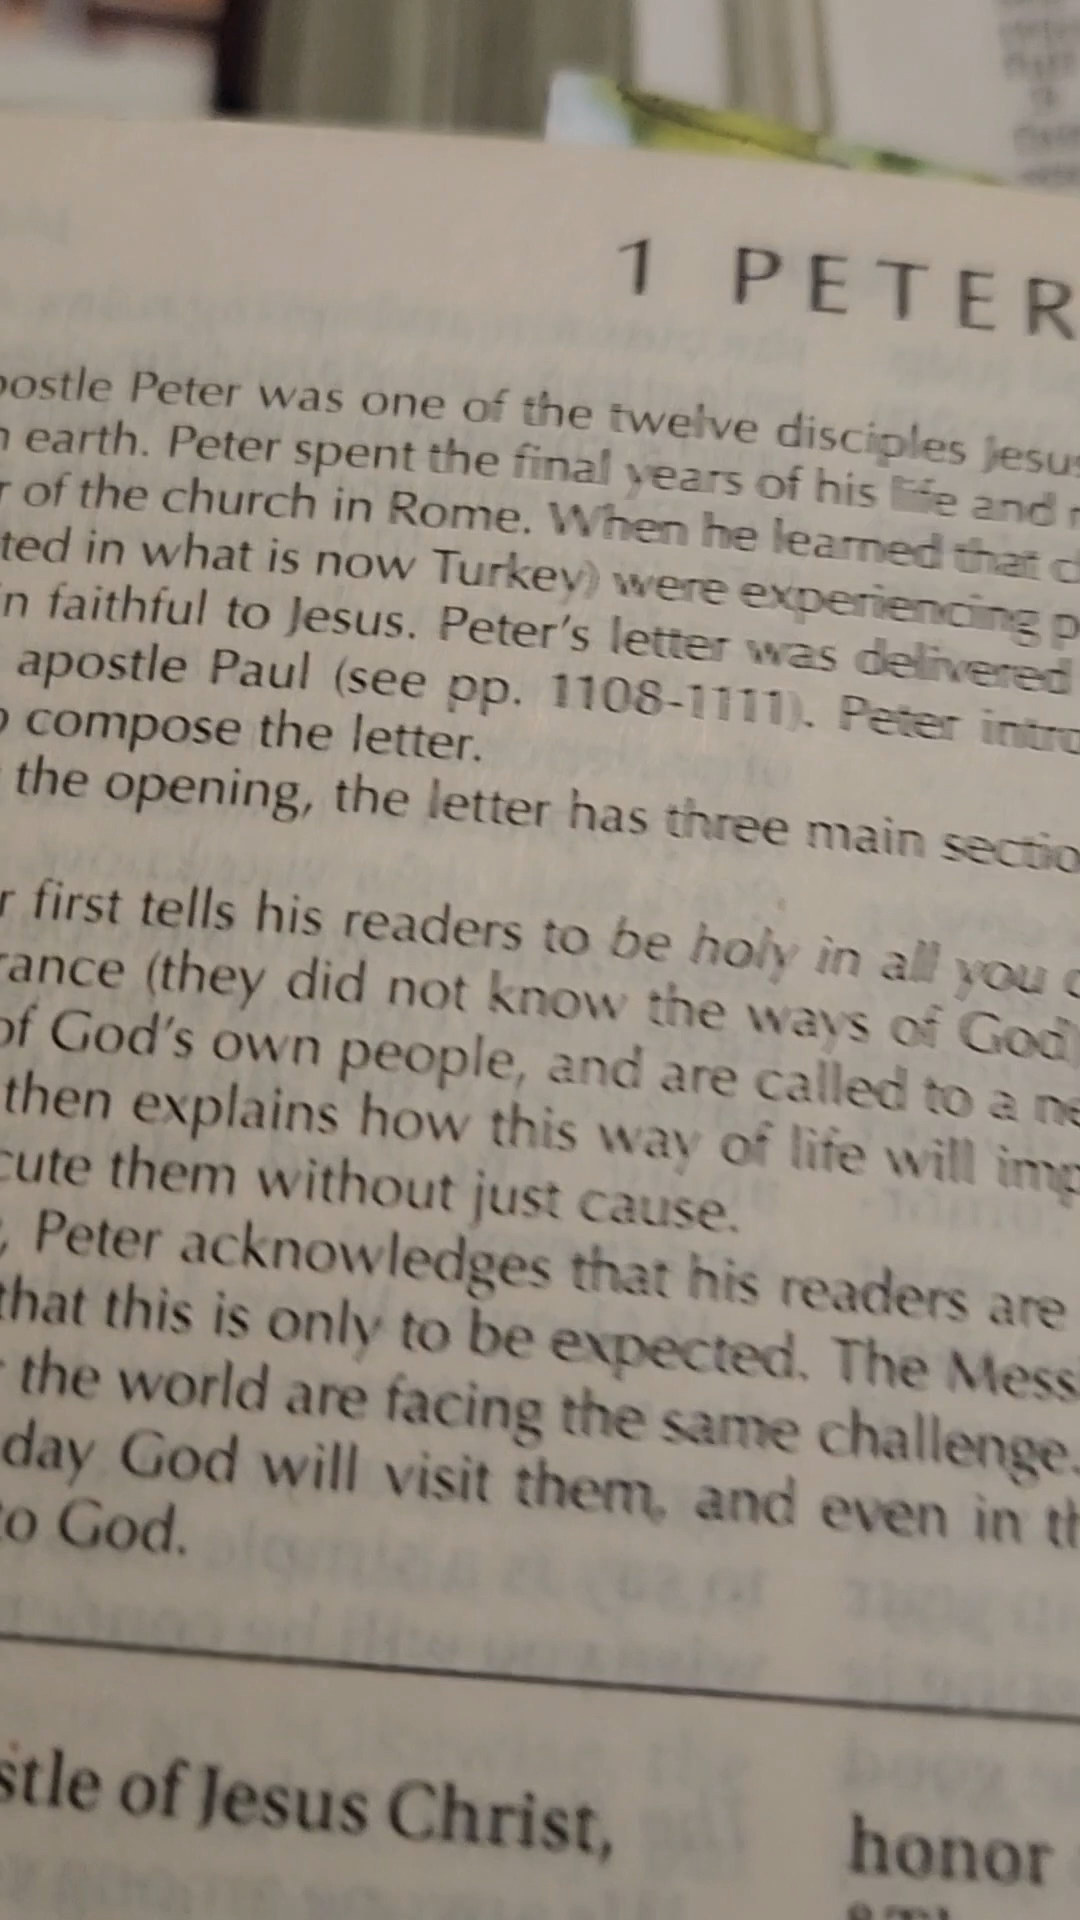 1 PETER
postle Peter was one of the twelve disciples Jesus
n earth. Peter spent the final years of his life and
r of the church in Rome. When he learned that
ted in what is now Turkey) were experiencing p
in faithful to Jesus. Peter's letter was delivered
apostle Paul (see pp. 1108-1111). Peter intro
o compose the letter.
the opening, the letter has three main sectio
r first tells his readers to be holy in all you
rance (they did not know the ways of God)
of God's own people, and are called to a ne
then explains how this way of life will imp
cute them without just cause.
, Peter acknowledges that his readers are
that this is only to be expected. The Mess
the world are facing the same challenge.
day God will visit them, and even in th
to God.
stle of Jesus Christ,
honor